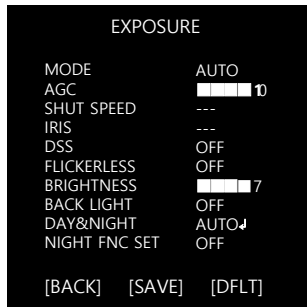 EXPOSURE
MODE AUTO
AGC 10
SHUT SPEED ---
IRIS ---
DSS OFF
FLICKERLESS OFF
BRIGHTNESS 7
BACK LIGHT OFF
DAY&NIGHT AUTO↲
NIGHT FNC SET OFF
[BACK] [SAVE] [DFLT]